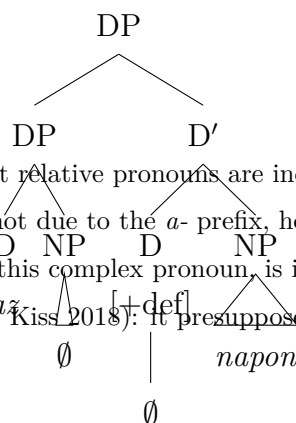 DP
DP D′
t relative pronouns are in
not due to the a- prefix, h
D NP D NP
this complex pronoun, is i
[+def]
Kiss 2018): It presuppose
∅ napon
∅